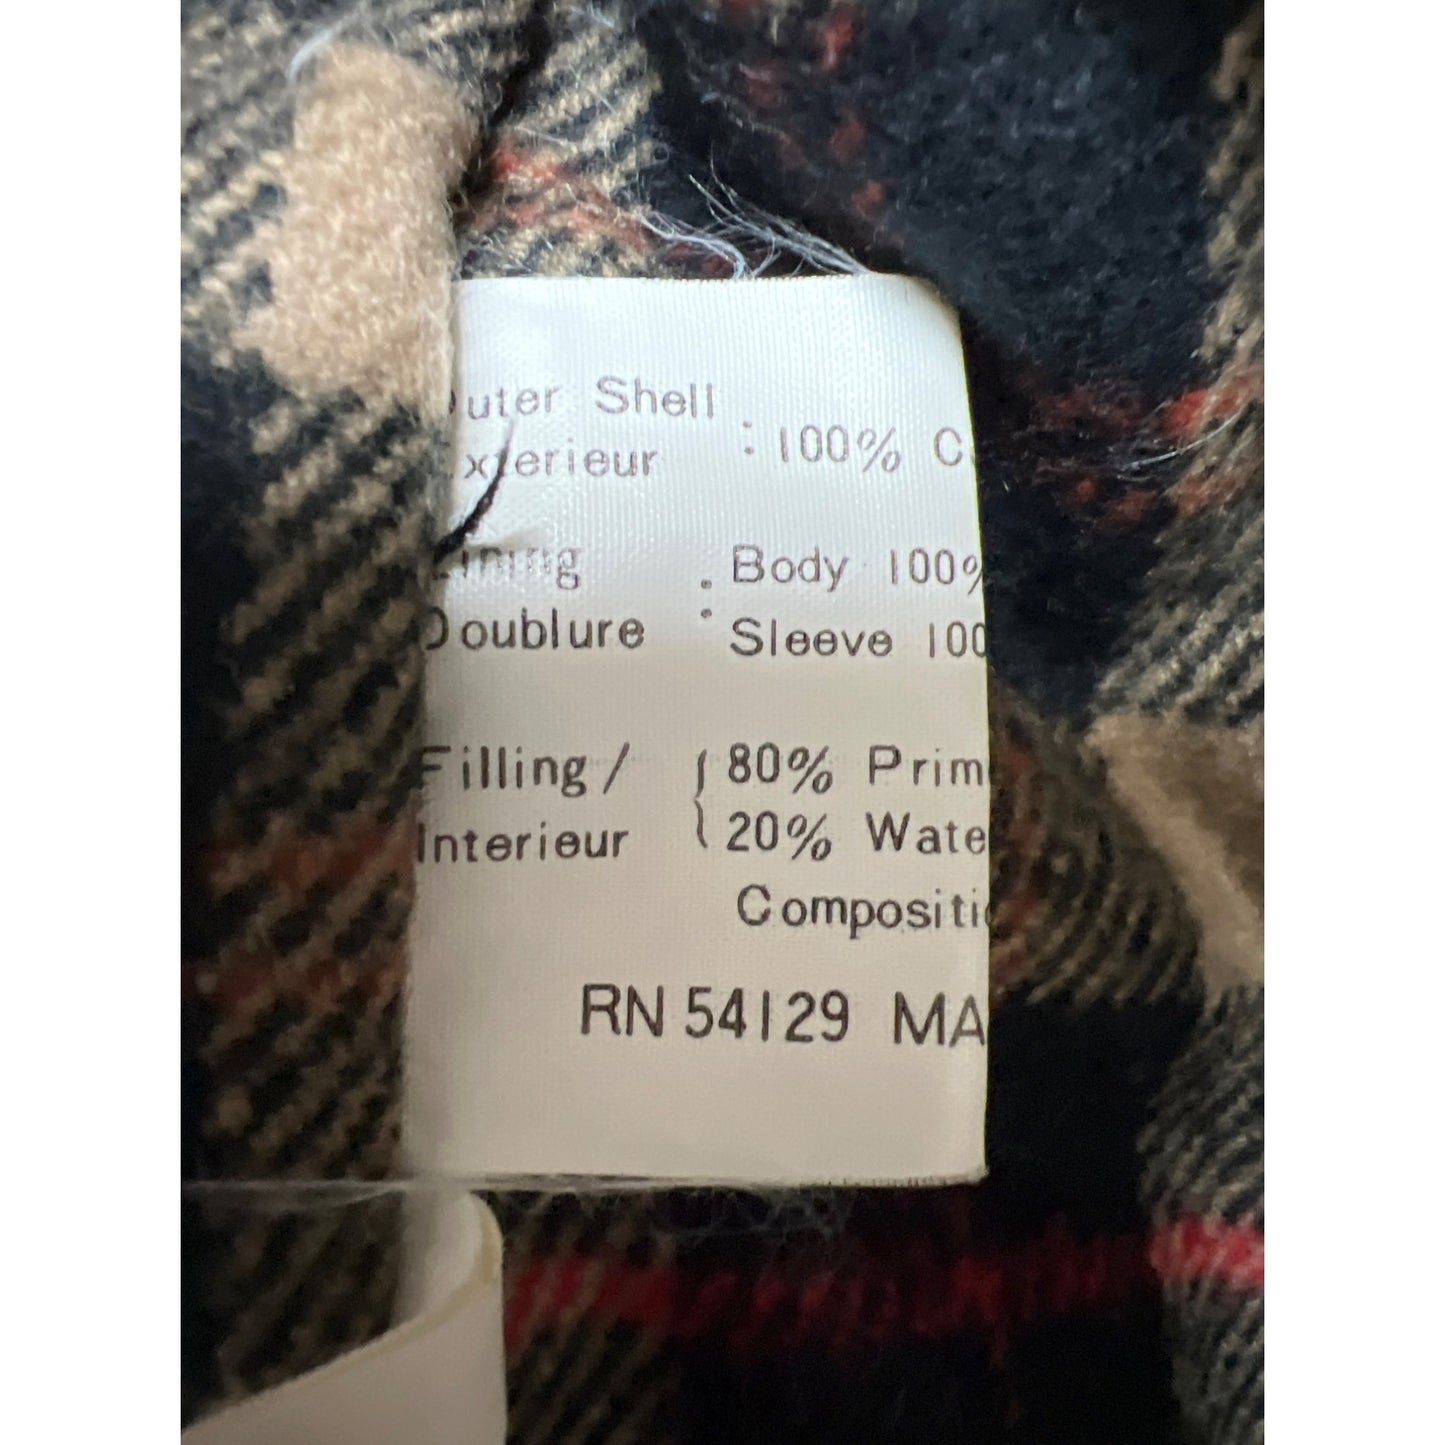 Outer Shell
Exterieur : 100% C
Lining : Body 100%
Doublure Sleeve 100
Filling / { 80% Prim
Interieur 20% Wate
Compositi
RN 54129 MA